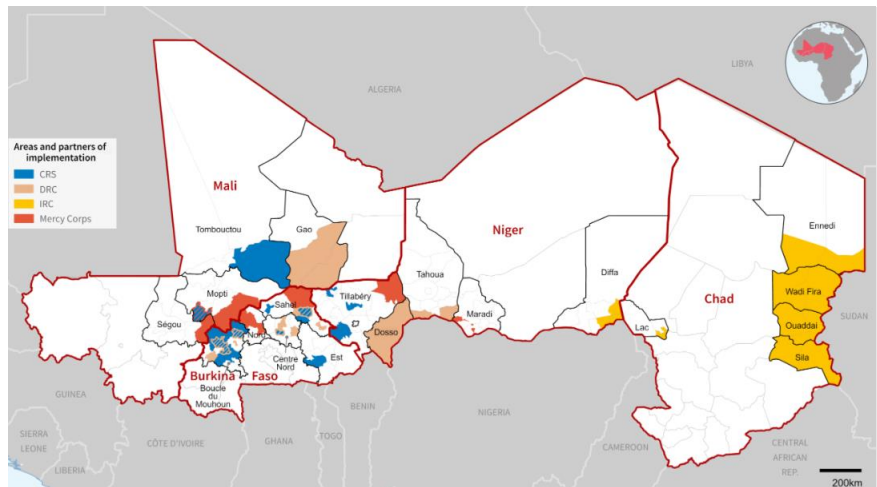 Areas and partners of
implementation
CRS
DRC
IRC
Mercy Corps
LIBYA
ALGERIA
Mali
Tombouctou
Gao
Niger
Ennedi
Tahoua
Diffa
Mopti
Sahel
Tillabéry
Wadi Fira
Chad
SUDAN
Ségou
Maradi
Lac
Ouaddai
Nord
Dosso
Centre
Nord
Est
Sila
Burkina Faso
Boucle
du
Mouhoun
GUINEA
BENIN
NIGERIA
SIERRA
LEONE
CÔTE D'IVOIRE
GHANA
TOGO
CAMEROON
CENTRAL
AFRICAN
REP.
LIBERIA
200km